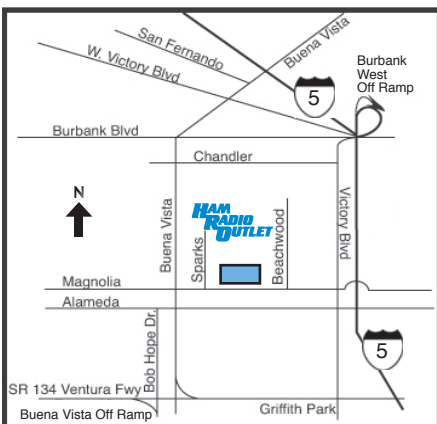 San Fernando
Buena Vista
W. Victory Blvd
Burbank
West
Off Ramp
5
Burbank Blvd
Chandler
N
HAM
RADIO
OUTLET
Buena Vista
Sparks
Beachwood
Victory Blvd
Magnolia
Alameda
Bob Hope Dr.
5
SR 134 Ventura Fwy
Buena Vista Off Ramp
Griffith Park